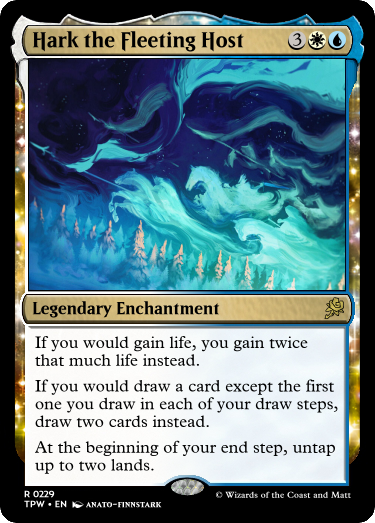 Hark the Fleeting Host 3
Legendary Enchantment
If you would gain life, you gain twice
that much life instead.
If you would draw a card except the first
one you draw in each of your draw steps,
draw two cards instead.
At the beginning of your end step, untap
up to two lands.
R 0229
TPW • EN ANATO-FINNSTARK
© Wizards of the Coast and Matt